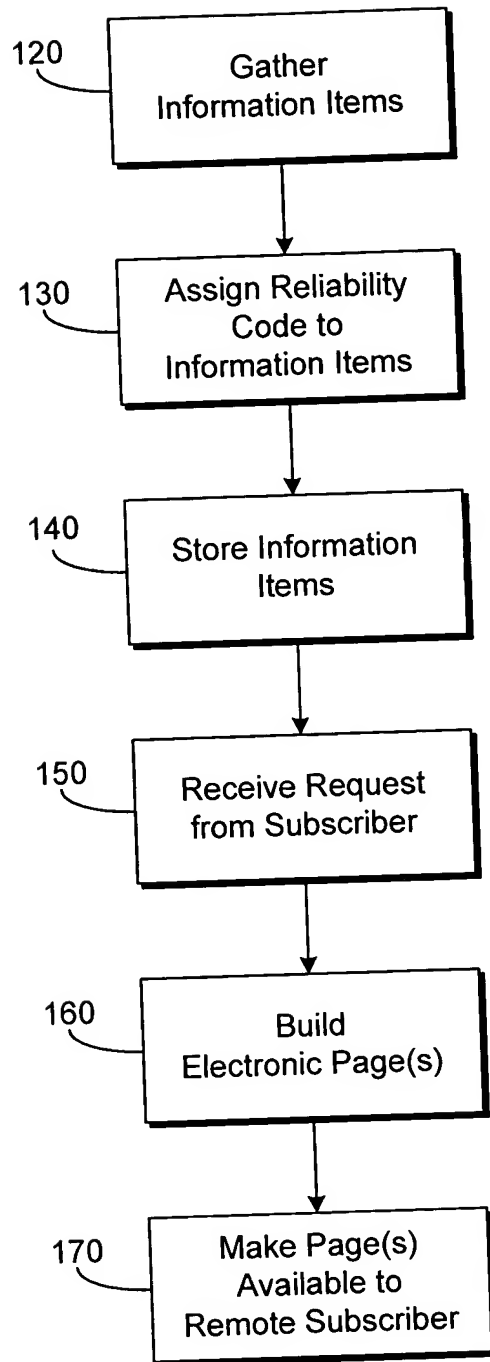 120
Gather
Information Items
130
Assign Reliability
Code to
Information Items
140
Store Information
Items
150
Receive Request
from Subscriber
160
Build
Electronic Page(s)
170
Make Page(s)
Available to
Remote Subscriber